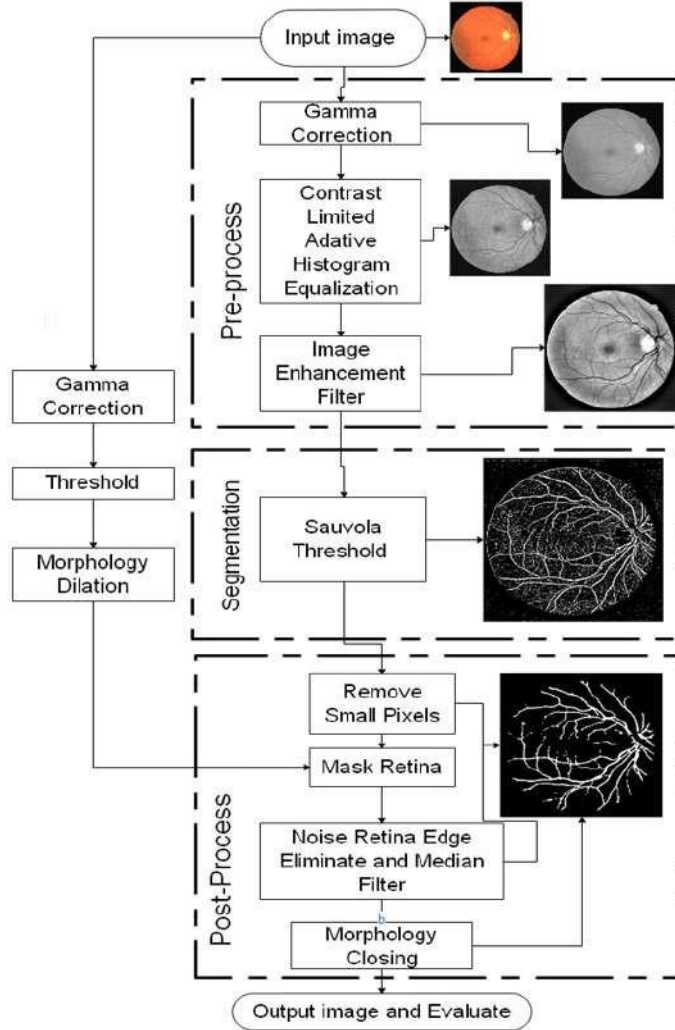 Input image
Pre-process
Gamma
Correction
Contrast
Limited
Adative
Histogram
Equalization
Image
Enhancement
Filter
Gamma
Correction
Threshold
Morphology
Dilation
Segmentation
Sauvola
Threshold
Post-Process
Remove
Small Pixels
Mask Retina
Noise Retina Edge
Eliminate and Median
Filter
b
Morphology
Closing
Output image and Evaluate